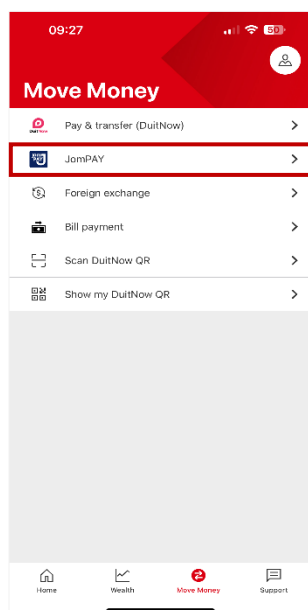 09:27
50
Move Money
DuitNow
Pay & transfer (DuitNow)
JomPAY
Foreign exchange
Bill payment
Scan DuitNow QR
Show my DuitNow QR
Home
Wealth
Move Money
Support